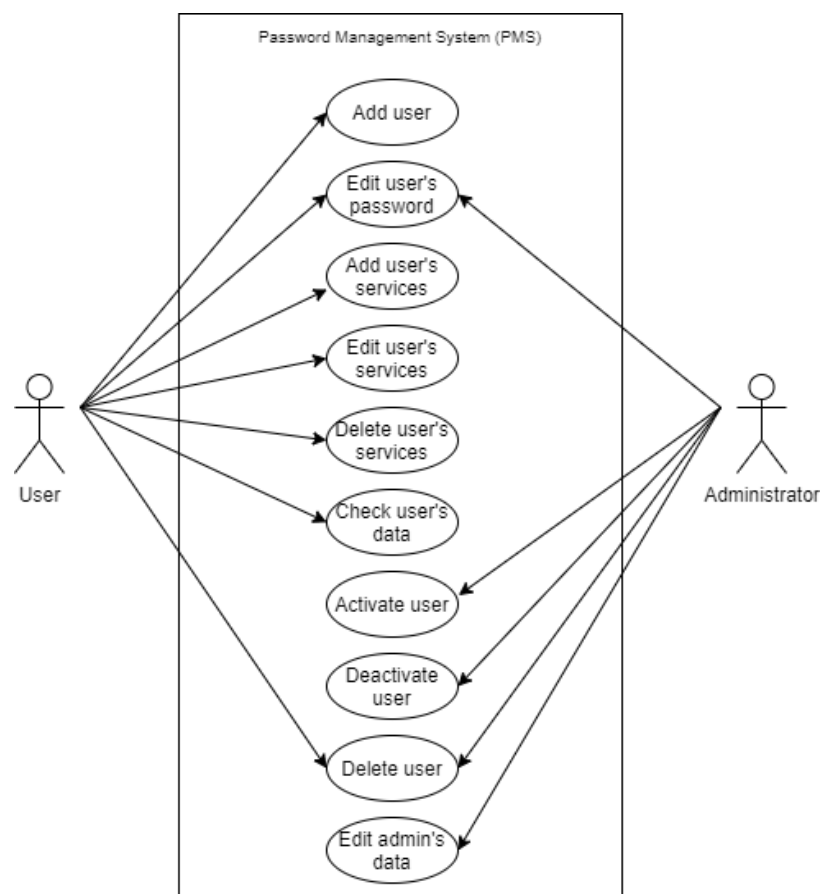 Password Management System (PMS)
Add user
Edit user's
password
Add user's
services
Edit user's
services
Delete user's
services
Check user's
data
Activate user
Deactivate
user
Delete user
Edit admin's
data
User
Administrator